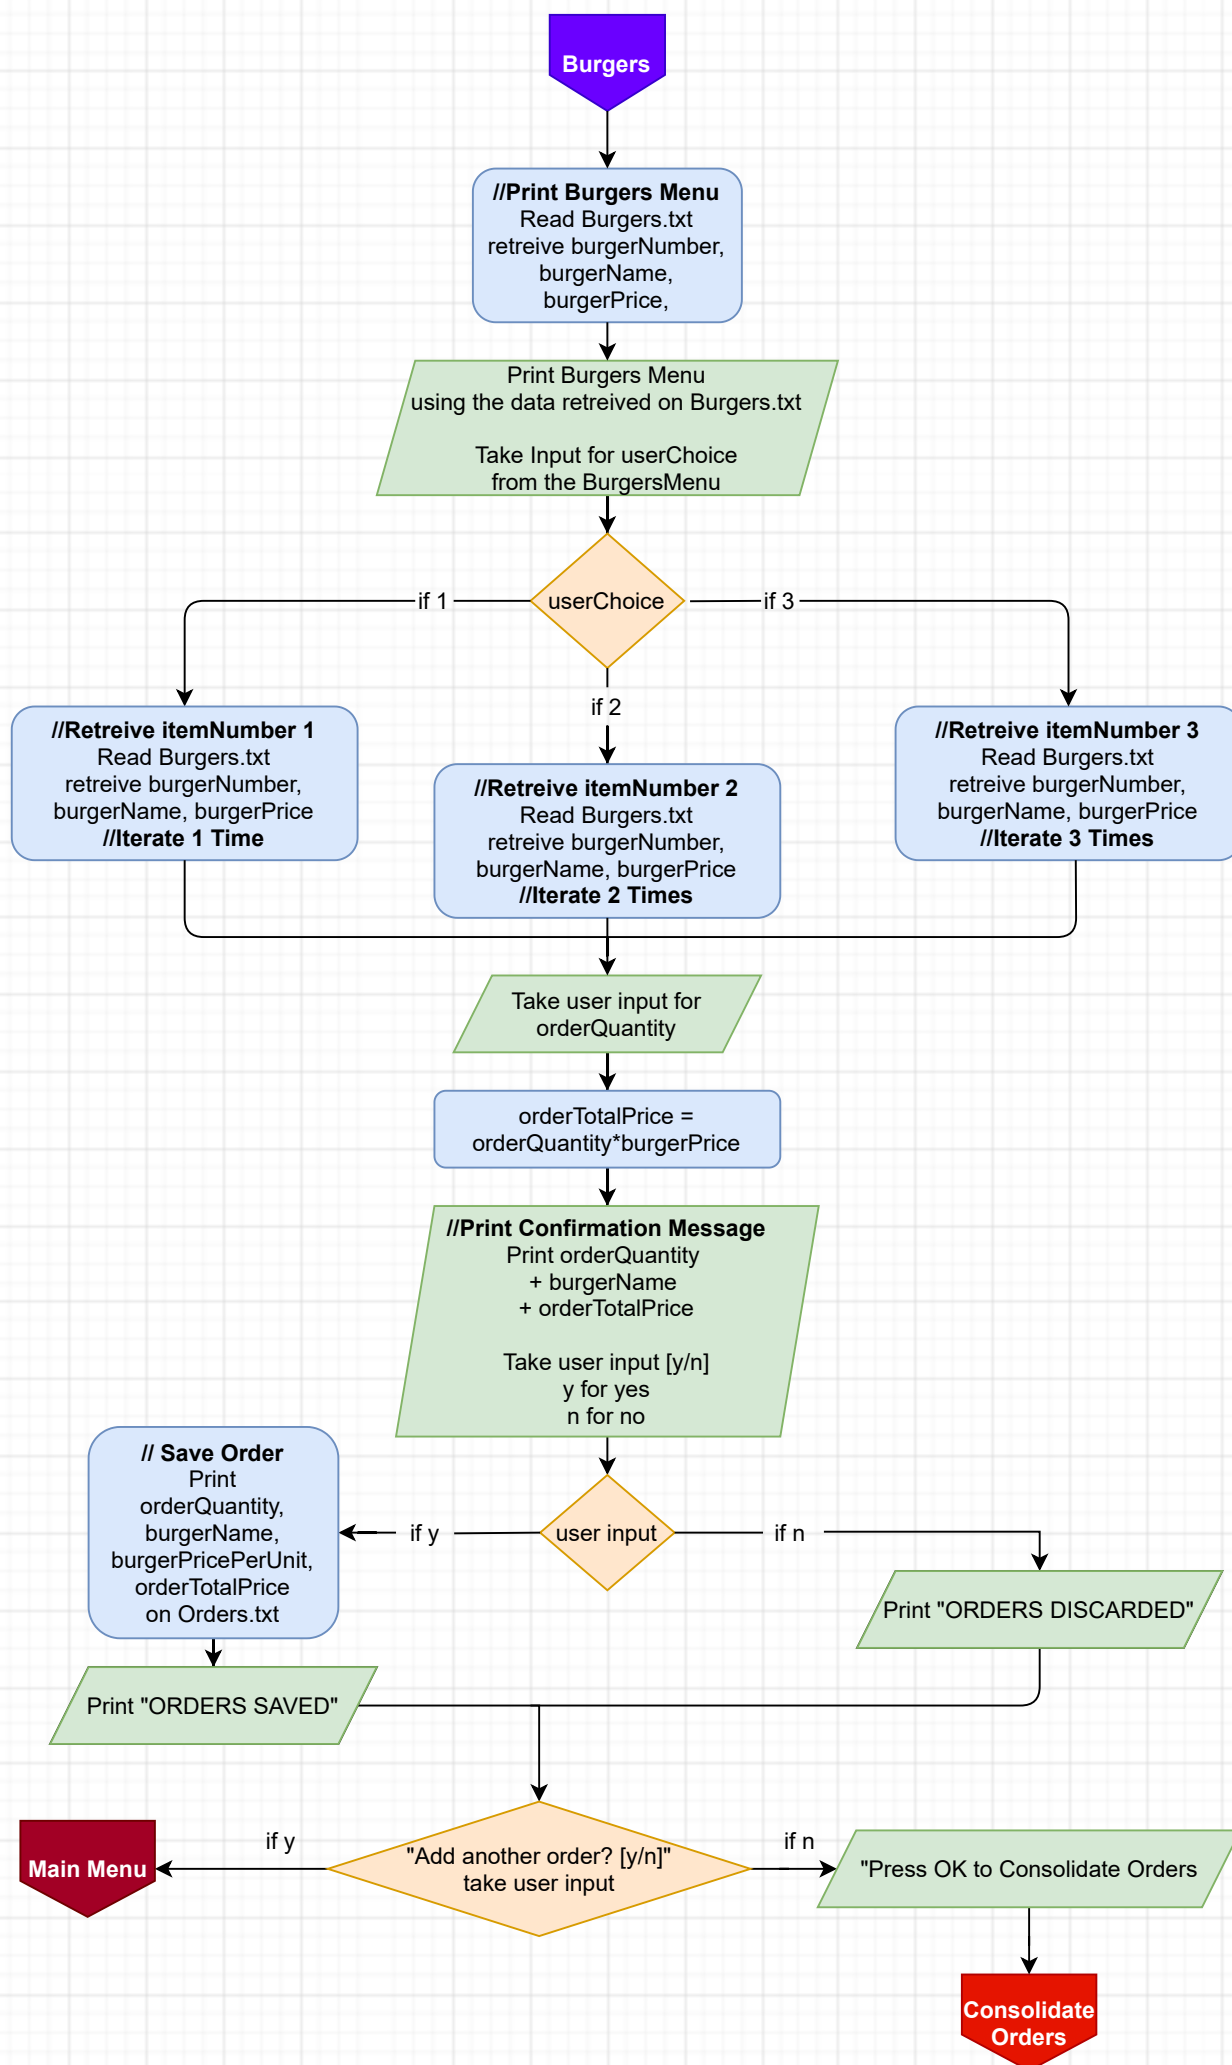 Burgers
//Print Burgers Menu
Read Burgers.txt
retreive burgerNumber,
burgerName,
burgerPrice,
Print Burgers Menu
using the data retreived on Burgers.txt
Take Input for userChoice
from the BurgersMenu
userChoice
if 1
if 3
if 2
//Retreive itemNumber 1
Read Burgers.txt
retreive burgerNumber,
burgerName, burgerPrice
//Iterate 1 Time
//Retreive itemNumber 2
Read Burgers.txt
retreive burgerNumber,
burgerName, burgerPrice
//Iterate 2 Times
//Retreive itemNumber 3
Read Burgers.txt
retreive burgerNumber,
burgerName, burgerPrice
//Iterate 3 Times
Take user input for
orderQuantity
orderTotalPrice =
orderQuantity*burgerPrice
//Print Confirmation Message
Print orderQuantity
+ burgerName
+ orderTotalPrice
Take user input [y/n]
y for yes
n for no
user input
if y
if n
// Save Order
Print
orderQuantity,
burgerName,
burgerPricePerUnit,
orderTotalPrice
on Orders.txt
Print "ORDERS DISCARDED"
Print "ORDERS SAVED"
"Add another order? [y/n]"
take user input
if y
if n
Main Menu
"Press OK to Consolidate Orders
Consolidate
Orders